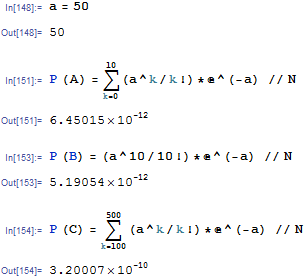 In[148]:= a = 50
Out[148]= 50
In[151]:= P (A) = ∑_{k=0}^{10} (a^k / k !) * e^ (-a) // N
Out[151]= 6.45015×10^-12
In[153]:= P (B) = (a^10 / 10 !) * e^ (-a) // N
Out[153]= 5.19054×10^-12
In[154]:= P (C) = ∑_{k=100}^{500} (a^k / k !) * e^ (-a) // N
Out[154]= 3.20007×10^-10